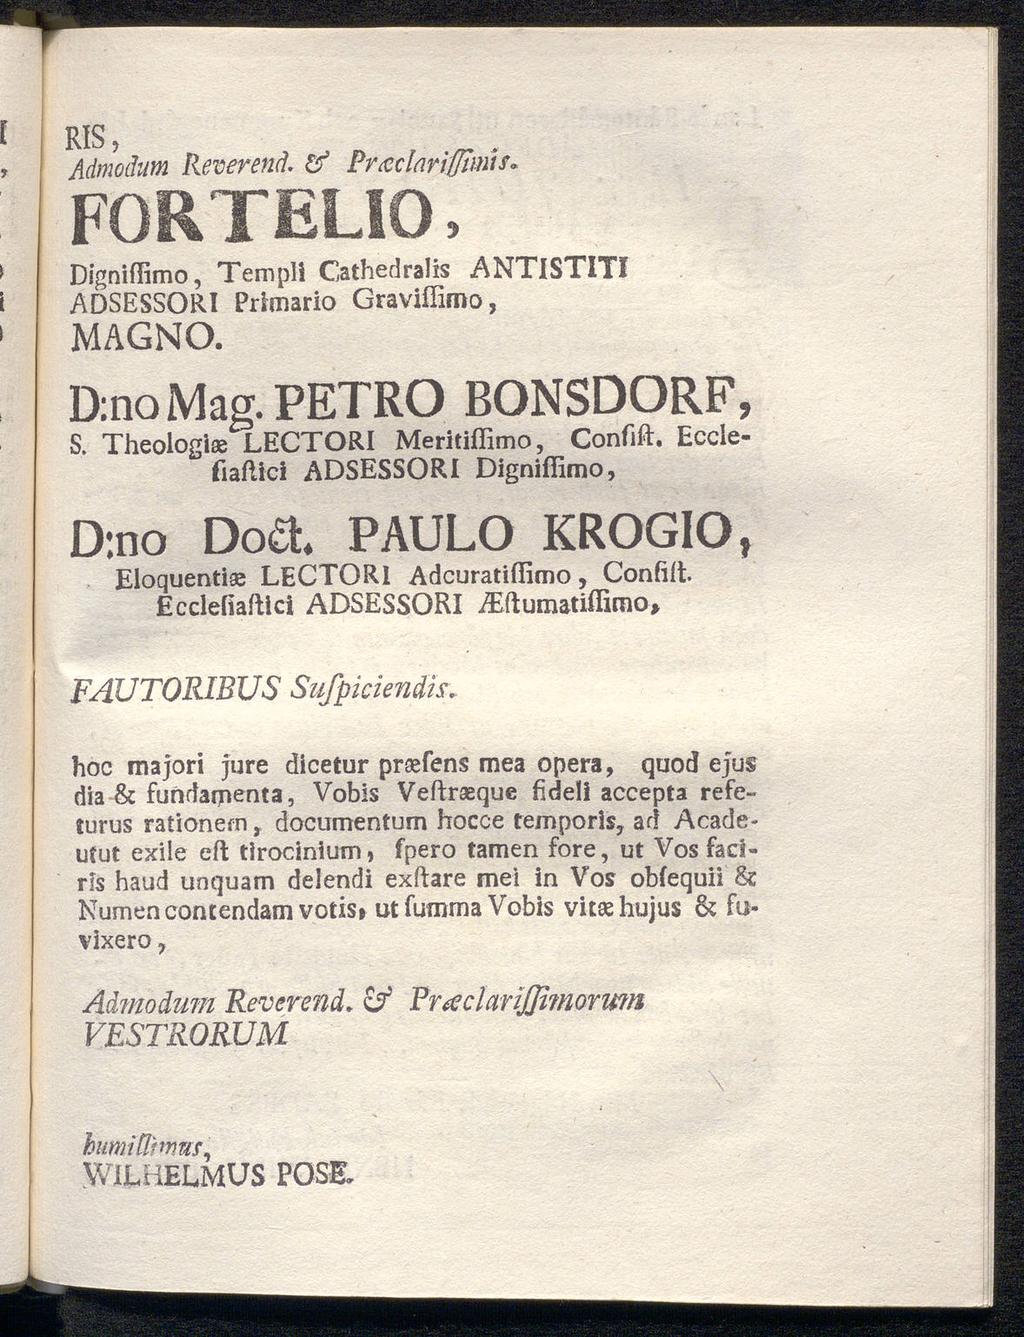 RIS,
Admodum Reverend. & Præclariſſimis.
FORTELIO,
Digniſſimo, Templi Cathedralis ANTISTITI
ADSESSORI Primario Graviſſimo,
MAGNO.
D:no Mag. PETRO BONSDORF,
S. Theologiæ LECTORI Meritiſſimo, Conſiſt. Eccle-
ſiaſtici ADSESSORI Digniſſimo,
D:no Doct. PAULO KROGIO,
Eloquentiæ LECTORI Adcuratiſſimo, Conſiſt.
Eccleſiaſtici ADSESSORI Æſtumatiſſimo,
FAUTORIBUS Suſpiciendis.
hoc majori jure dicetur præſens mea opera, quod ejus
dia & fundamenta, Vobis Veſtræque fideli accepta refe-
turus rationem, documentum hocce temporis, ad Acade-
utut exile eſt tirocinium, ſpero tamen fore, ut Vos faci-
ris haud unquam delendi exſtare mei in Vos obſequii &
Numen contendam votis, ut ſumma Vobis vitæ hujus & fu-
vixero,
Admodum Reverend. & Præclariſſimorum
VESTRORUM
humillimus,
WILHELMUS POSE.